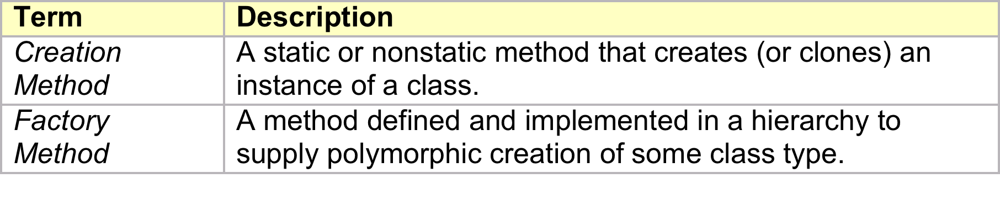 Term Description
Creation A static or nonstatic method that creates (or clones) an
Method instance of a class.
Factory A method defined and implemented in a hierarchy to
Method supply polymorphic creation of some class type.